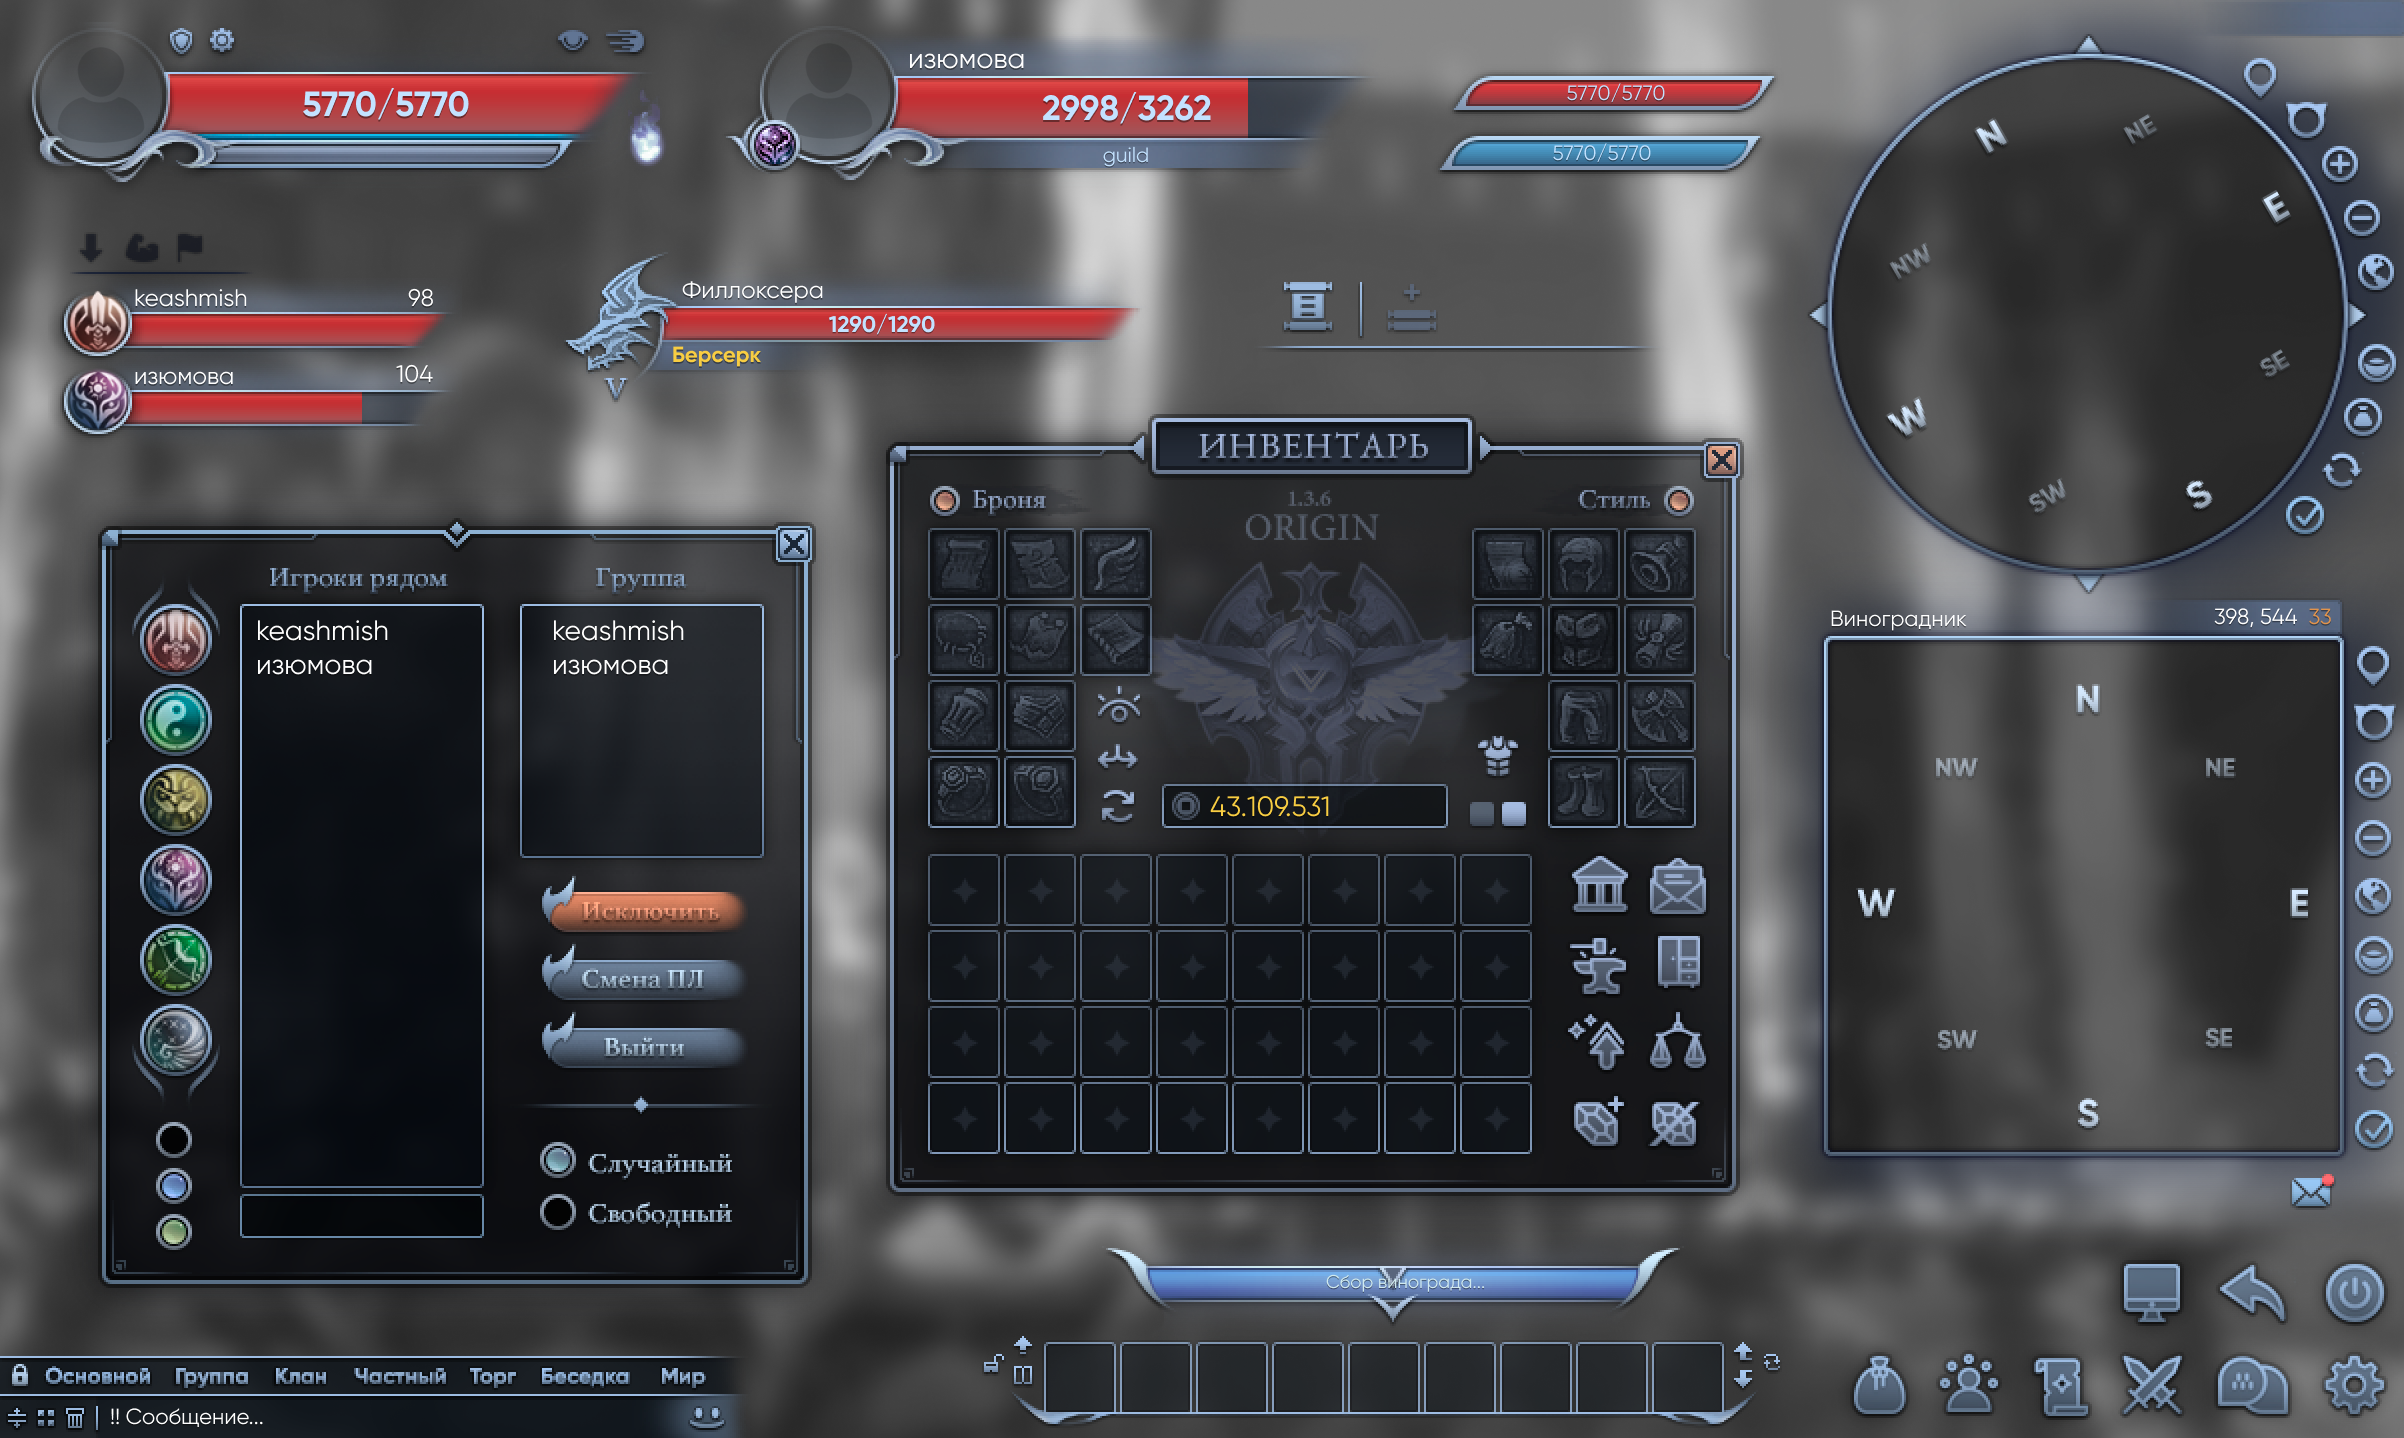 5770/5770
изюмова
2998/3262
guild
5770/5770
5770/5770
N
NE
E
NW
SE
W
SW
S
keashmish 98
изюмова 104
Филлоксера
1290/1290
Берсерк
V
ИНВЕНТАРЬ
Броня
1.3.6
ORIGIN
Стиль
43.109.531
Игроки рядом
Группа
keashmish
изюмова
keashmish
изюмова
Исключить
Смена ПЛ
Выйти
Случайный
Свободный
Виноградник 398, 544 33
N
NW
NE
W
E
SW
SE
S
Сбор винограда...
Основной Группа Клан Частный Торг Беседка Мир
!! Сообщение...